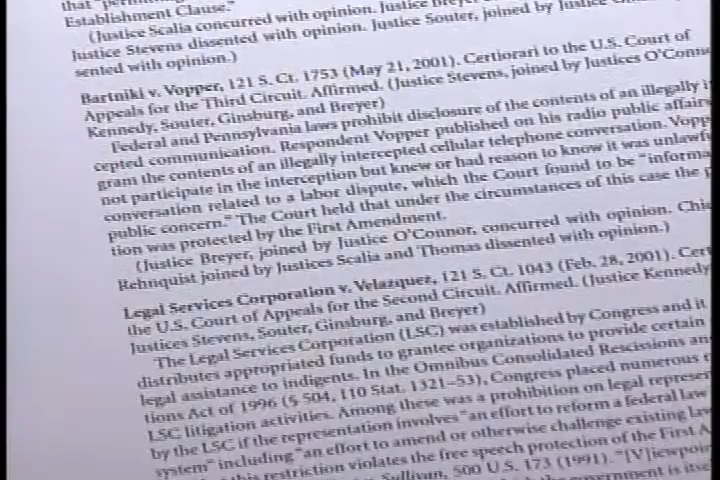 that "permitting
Establishment Clause."
(Justice Scalia concurred with opinion. Justice Breyer
Justice Stevens dissented with opinion. Justice Souter, joined by Justice
sented with opinion.)
Bartniki v. Vopper, 121 S. Ct. 1753 (May 21, 2001). Certiorari to the U.S. Court of
Appeals for the Third Circuit. Affirmed. (Justice Stevens, joined by Justices O'Conno
Kennedy, Souter, Ginsburg, and Breyer)
Federal and Pennsylvania laws prohibit disclosure of the contents of an illegally i
cepted communication. Respondent Vopper published on his radio public affairs
gram the contents of an illegally intercepted cellular telephone conversation. Vopp
not participate in the interception but knew or had reason to know it was unlawfu
conversation related to a labor dispute, which the Court found to be "informa
public concern." The Court held that under the circumstances of this case the p
tion was protected by the First Amendment.
(Justice Breyer, joined by Justice O'Connor, concurred with opinion. Chie
Rehnquist joined by Justices Scalia and Thomas dissented with opinion.)
Legal Services Corporation v. Velazquez, 121 S. Ct. 1043 (Feb. 28, 2001). Cert
the U.S. Court of Appeals for the Second Circuit. Affirmed. (Justice Kennedy
Justices Stevens, Souter, Ginsburg, and Breyer)
The Legal Services Corporation (LSC) was established by Congress and it
distributes appropriated funds to grantee organizations to provide certain
legal assistance to indigents. In the Omnibus Consolidated Rescissions an
tions Act of 1996 (§ 504, 110 Stat. 1321–53), Congress placed numerous r
LSC litigation activities. Among these was a prohibition on legal represen
by the LSC if the representation involves "an effort to reform a federal law
system" including "an effort to amend or otherwise challenge existing law
this restriction violates the free speech protection of the First A
Sullivan, 500 U.S. 173 (1991). "[V]iewpoin
the government is itse